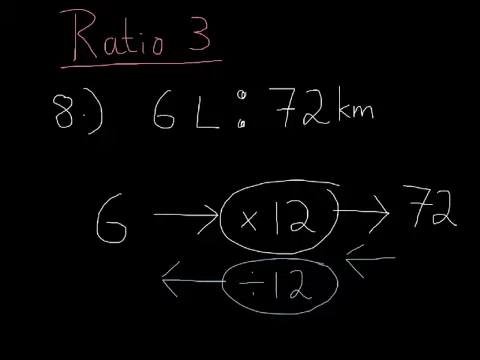 Ratio 3
8.) 6 L : 72 km
6 → ×12 → 72
← ÷12 ←